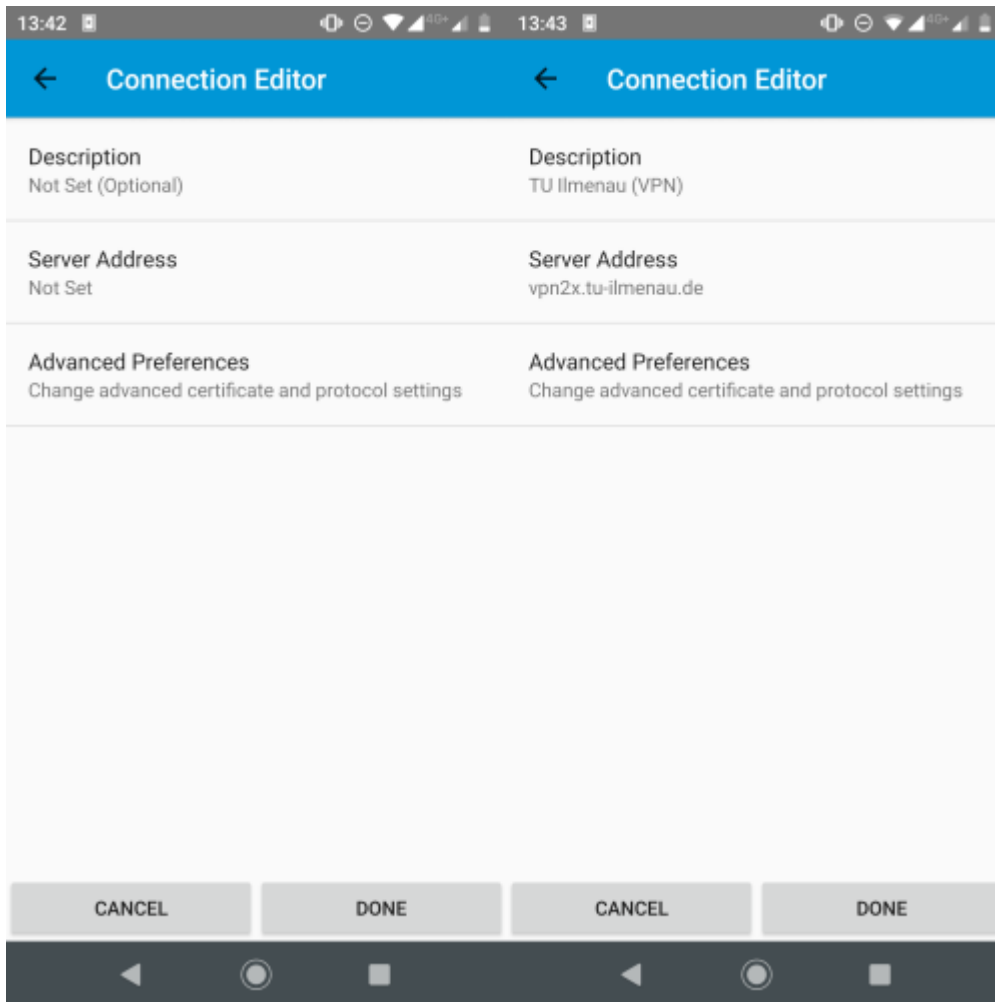 13:42
4G+
Connection Editor
Description
Not Set (Optional)
Server Address
Not Set
Advanced Preferences
Change advanced certificate and protocol settings
CANCEL
DONE
13:43
4G+
Connection Editor
Description
TU Ilmenau (VPN)
Server Address
vpn2x.tu-ilmenau.de
Advanced Preferences
Change advanced certificate and protocol settings
CANCEL
DONE